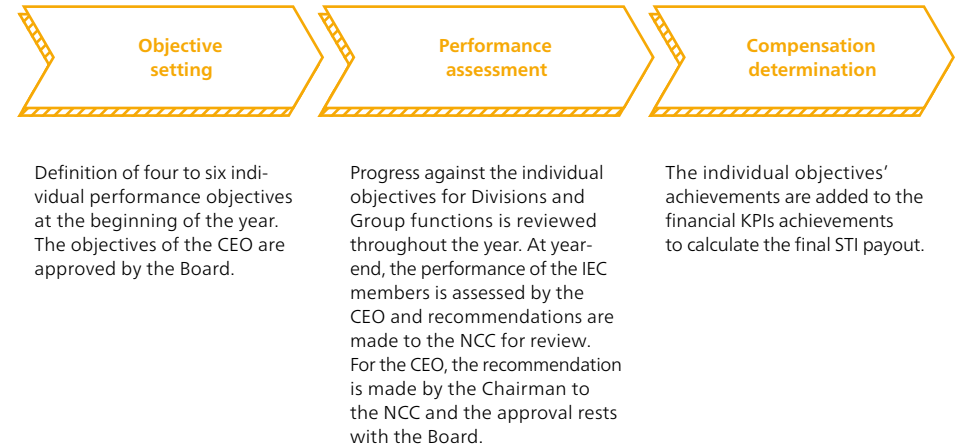 Objective
setting
Performance
assessment
Compensation
determination
Definition of four to six indi-
vidual performance objectives
at the beginning of the year.
The objectives of the CEO are
approved by the Board.
Progress against the individual
objectives for Divisions and
Group functions is reviewed
throughout the year. At year-
end, the performance of the IEC
members is assessed by the
CEO and recommendations are
made to the NCC for review.
For the CEO, the recommendation
is made by the Chairman to
the NCC and the approval rests
with the Board.
The individual objectives’
achievements are added to the
financial KPIs achievements
to calculate the final STI payout.